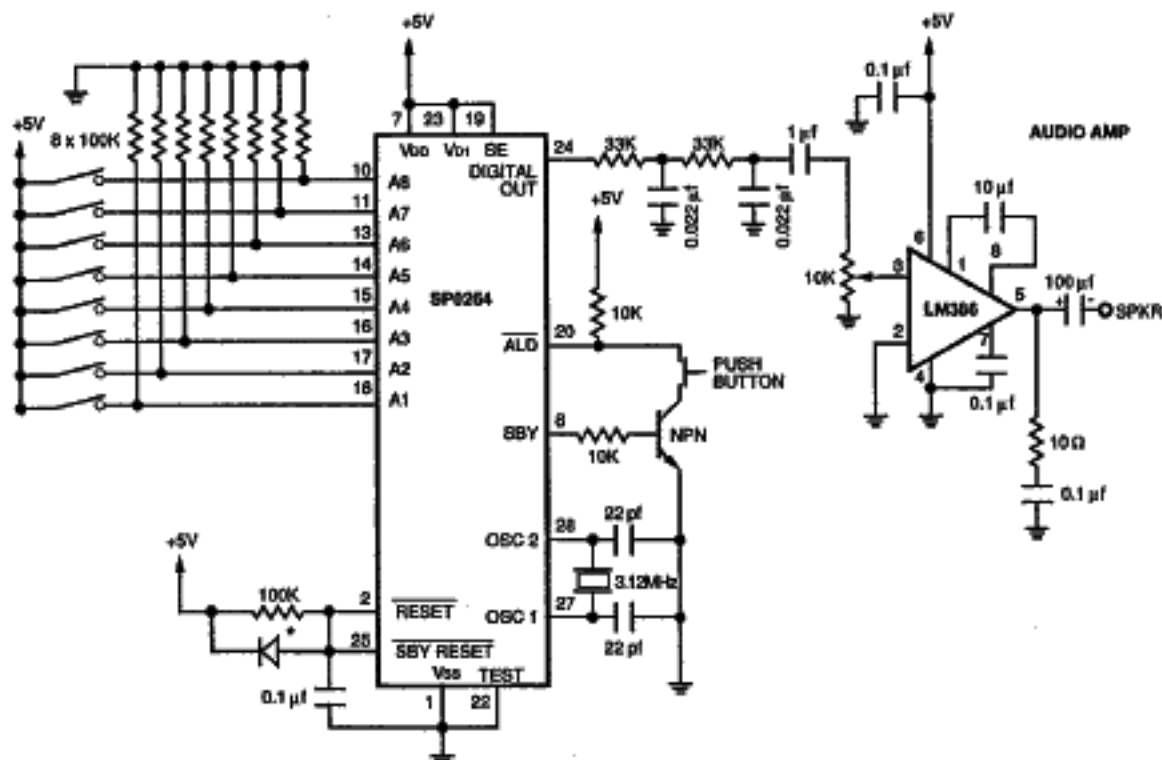 +5V
+5V
0.1 µf
+5V
8 x 100K
7
23
19
VDD
VD1
SE
DIGITAL OUT
24
33K
33K
1 µf
0.022 µf
0.022 µf
AUDIO AMP
10 µf
10
A8
11
A7
13
A6
14
A5
15
A4
16
A3
17
A2
18
A1
SP0264
+5V
10K
20
ALD
PUSH BUTTON
SBY
8
10K
NPN
10K
6
3
1
8
2
LM386
5
7
4
100µf
+
-
SPKR
0.1 µf
10 Ω
0.1 µf
OSC 2
28
22 pf
3.12MHz
OSC 1
27
22 pf
+5V
100K
2
RESET
*
25
SBY RESET
0.1 µf
VSS
TEST
1
22